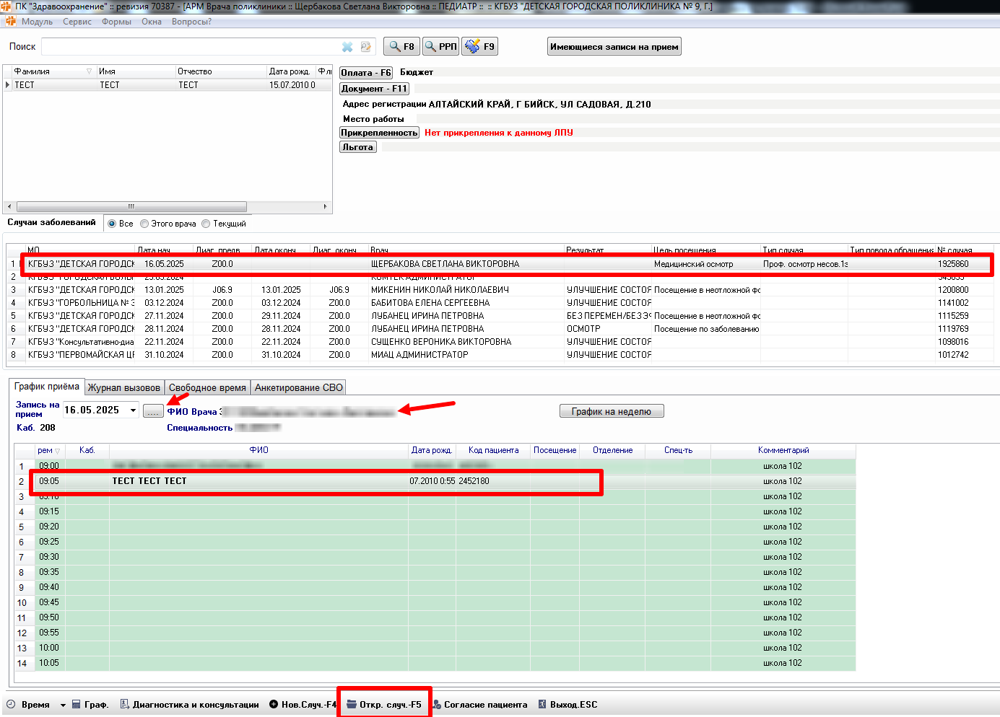 ПК "Здравоохранение" :: ревизия 70387 - [АРМ Врача поликлиники :: Щербакова Светлана Викторовна :: ПЕДИАТР :: :: КГБУЗ "ДЕТСКАЯ ГОРОДСКАЯ ПОЛИКЛИНИКА № 9, Г.]
Модуль Сервис Формы Окна Вопросы?
Поиск F8 РРП F9 Имеющиеся записи на прием
Фамилия Имя Отчество Дата рожд. Фл
ТЕСТ ТЕСТ ТЕСТ 15.07.2010 0
Оплата - F6 Бюджет
Документ - F11
Адрес регистрации АЛТАЙСКИЙ КРАЙ, Г БИЙСК, УЛ САДОВАЯ, Д.210
Место работы
Прикрепленность Нет прикрепления к данному ЛПУ
Льгота
Случаи заболеваний Все Этого врача Текущий
МО Дата нач. Диаг. предв. Дата оконч. Диаг. оконч. Врач Результат Цель посещения Тип случая Тип повода обращения № случая
1 КГБУЗ "ДЕТСКАЯ ГОРОДСК 16.05.2025 Z00.0 ЩЕРБАКОВА СВЕТЛАНА ВИКТОРОВНА Медицинский осмотр Проф. осмотр несов.1э 1925860
2 КГБУЗ "ГОРОДСКАЯ БОЛЬ КОМТЕК АДМИНИСТРАТОР
3 КГБУЗ "ДЕТСКАЯ ГОРОДСК 13.01.2025 J06.9 13.01.2025 J06.9 МИКЕНИН НИКОЛАЙ НИКОЛАЕВИЧ УЛУЧШЕНИЕ СОСТОЯ Посещение в неотложной фо 1200800
4 КГБУЗ "ГОРБОЛЬНИЦА № 3 03.12.2024 Z00.0 03.12.2024 Z00.0 БАБИТОВА ЕЛЕНА СЕРГЕЕВНА УЛУЧШЕНИЕ СОСТОЯ 1141002
5 КГБУЗ "ДЕТСКАЯ ГОРОДСК 27.11.2024 Z00.0 29.11.2024 Z00.0 ЛУБАНЕЦ ИРИНА ПЕТРОВНА БЕЗ ПЕРЕМЕН/БЕЗ ЭФ Посещение в неотложной фо 1115259
6 КГБУЗ "ДЕТСКАЯ ГОРОДСК 28.11.2024 Z00.0 28.11.2024 Z00.0 ЛУБАНЕЦ ИРИНА ПЕТРОВНА ОСМОТР Посещение по заболеванию 1119769
7 КГБУЗ "Консультативно-диа 22.11.2024 Z00.0 22.11.2024 Z00.0 СУЩЕНКО ВЕРОНИКА ВИКТОРОВНА УЛУЧШЕНИЕ СОСТОЯ 1098016
8 КГБУЗ "ПЕРВОМАЙСКАЯ ЦР 31.10.2024 Z00.0 31.10.2024 Z00.0 МИАЦ АДМИНИСТРАТОР УЛУЧШЕНИЕ СОСТОЯ 1012742
График приёма Журнал вызовов Свободное время Анкетирование СВО
Запись на прием 16.05.2025 .... ФИО Врача График на неделю
Каб. 208 Специальность
рем Каб. ФИО Дата рожд. Код пациента Посещение Отделение Спец-ть Комментарий
1 09:00 школа 102
2 09:05 ТЕСТ ТЕСТ ТЕСТ 07.2010 0:55 2452180 школа 102
3 09:10 школа 102
4 09:15 школа 102
5 09:20 школа 102
6 09:25 школа 102
7 09:30 школа 102
8 09:35 школа 102
9 09:40 школа 102
10 09:45 школа 102
11 09:50 школа 102
12 09:55 школа 102
13 10:00 школа 102
14 10:05 школа 102
Время Граф. Диагностика и консультации Нов.Случ.-F4 Откр. случ.-F5 Согласие пациента Выход.ESC